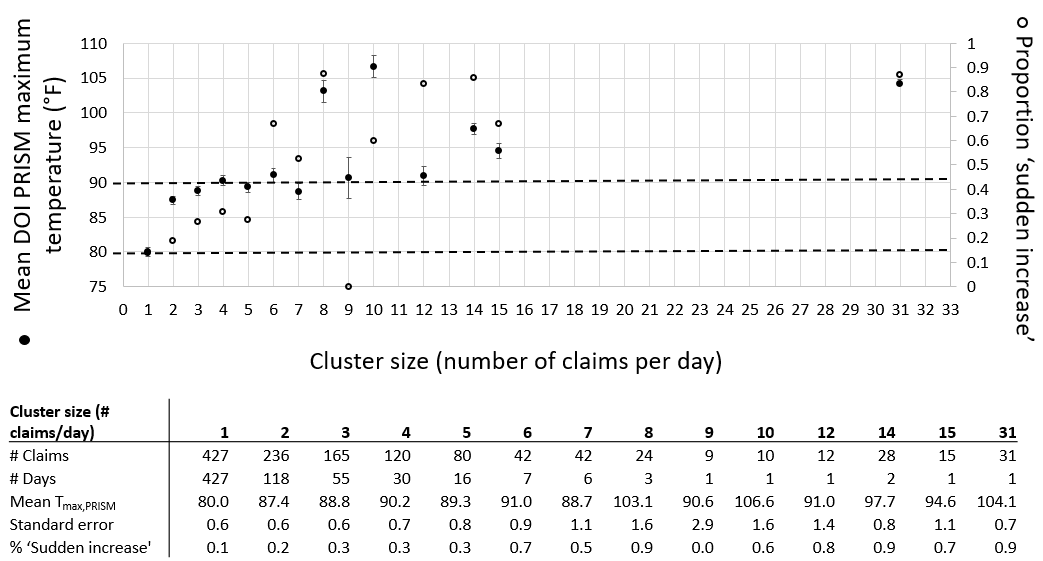 ● Mean DOI PRISM maximum
temperature (˚F)
110
105
100
95
90
85
80
75
1
0.9
0.8
0.7
0.6
0.5
0.4
0.3
0.2
0.1
0
o Proportion ‘sudden
increase’
0 1 2 3 4 5 6 7 8 9 10 11 12 13 14 15 16 17 18 19 20 21 22 23 24 25 26 27 28 29 30 31 32 33
Cluster size (number of claims per day)
Cluster size (#
claims/day) 1 2 3 4 5 6 7 8 9 10 12 14 15 31
# Claims 427 236 165 120 80 42 42 24 9 10 12 28 15 31
# Days 427 118 55 30 16 7 6 3 1 1 1 2 1 1
Mean Tmax,PRISM 80.0 87.4 88.8 90.2 89.3 91.0 88.7 103.1 90.6 106.6 91.0 97.7 94.6 104.1
Standard error 0.6 0.6 0.6 0.7 0.8 0.9 1.1 1.6 2.9 1.6 1.4 0.8 1.1 0.7
% ‘Sudden increase' 0.1 0.2 0.3 0.3 0.3 0.7 0.5 0.9 0.0 0.6 0.8 0.9 0.7 0.9